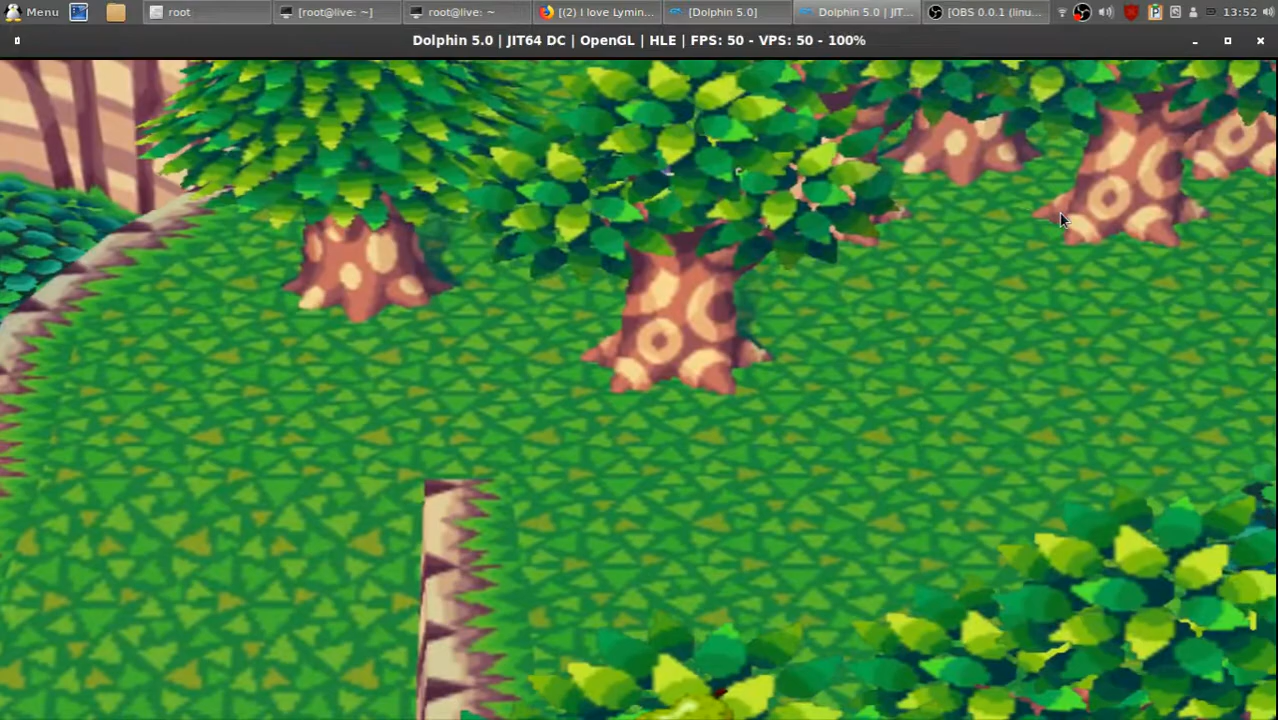 Menu root [root@live: ~] root@live: ~ [(2) I love Lymin... [Dolphin 5.0] Dolphin 5.0 | JIT... [OBS 0.0.1 (linu... 13:52
Dolphin 5.0 | JIT64 DC | OpenGL | HLE | FPS: 50 - VPS: 50 - 100%